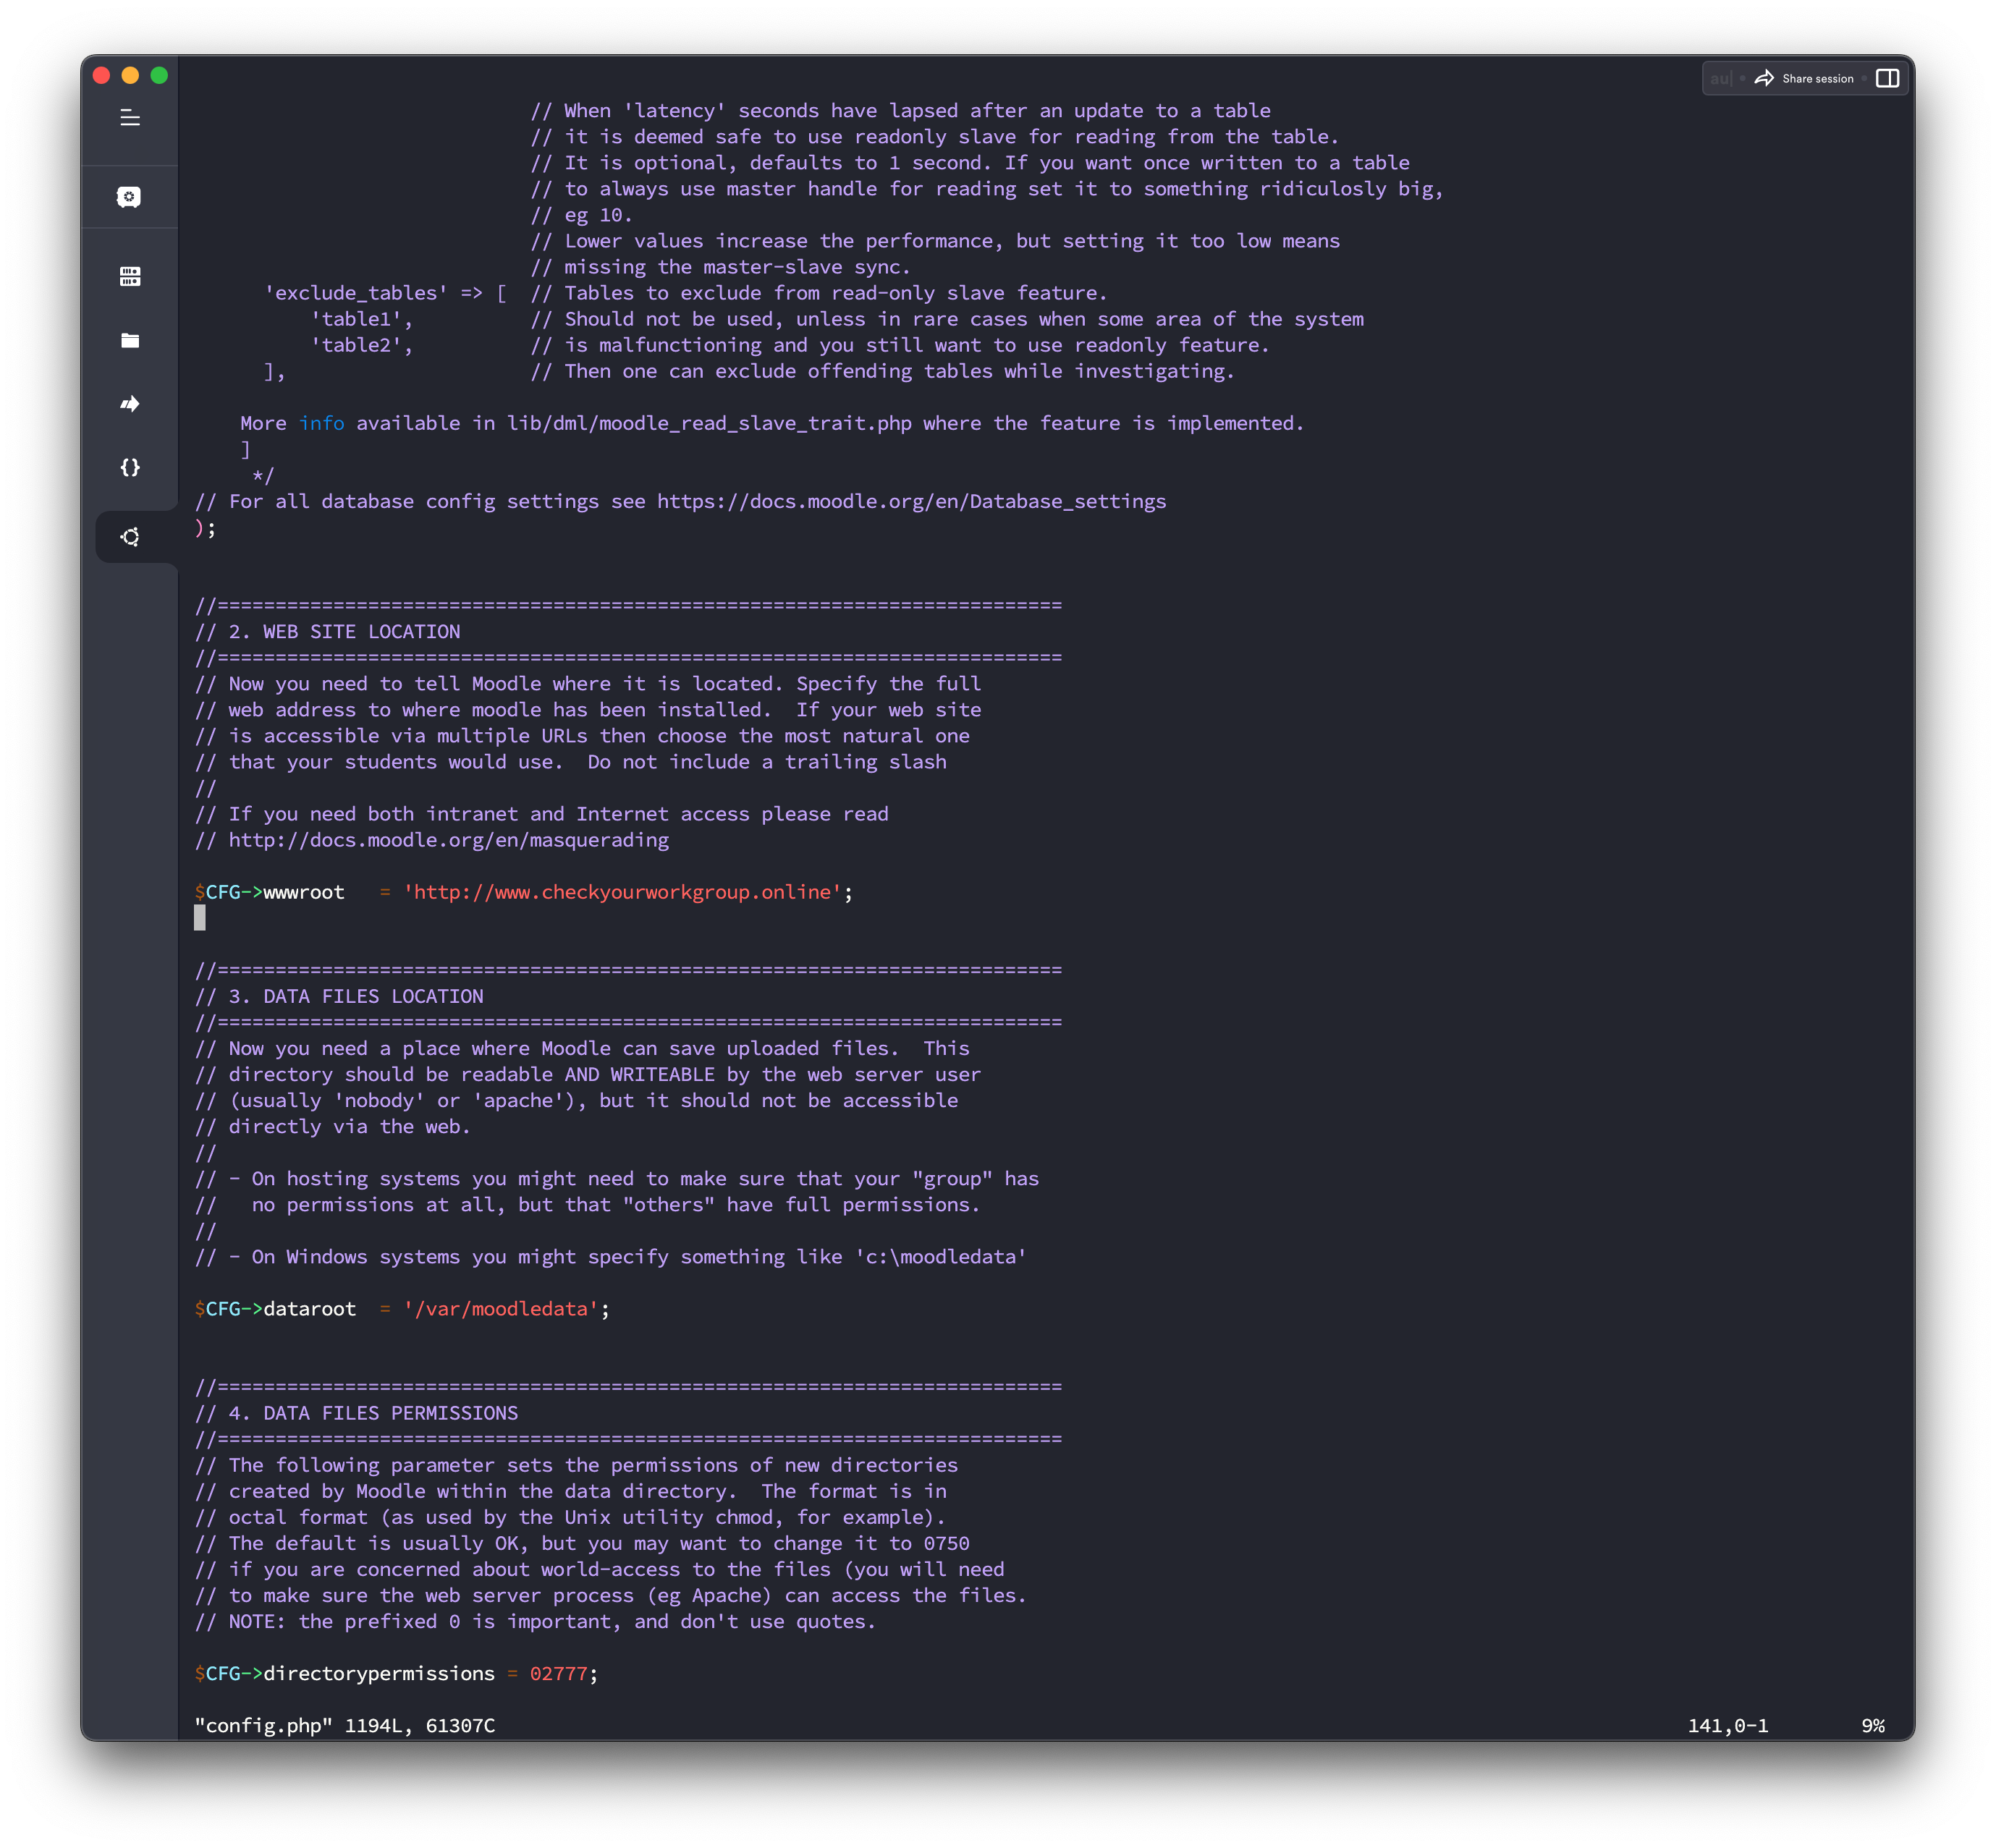 au| • Share session •
// When 'latency' seconds have lapsed after an update to a table
// it is deemed safe to use readonly slave for reading from the table.
// It is optional, defaults to 1 second. If you want once written to a table
// to always use master handle for reading set it to something ridiculosly big,
// eg 10.
// Lower values increase the performance, but setting it too low means
// missing the master-slave sync.
'exclude_tables' => [ // Tables to exclude from read-only slave feature.
'table1', // Should not be used, unless in rare cases when some area of the system
'table2', // is malfunctioning and you still want to use readonly feature.
], // Then one can exclude offending tables while investigating.
More info available in lib/dml/moodle_read_slave_trait.php where the feature is implemented.
]
*/
// For all database config settings see https://docs.moodle.org/en/Database_settings
);
//=========================================================================
// 2. WEB SITE LOCATION
//=========================================================================
// Now you need to tell Moodle where it is located. Specify the full
// web address to where moodle has been installed.  If your web site
// is accessible via multiple URLs then choose the most natural one
// that your students would use.  Do not include a trailing slash
//
// If you need both intranet and Internet access please read
// http://docs.moodle.org/en/masquerading
$CFG->wwwroot   = 'http://www.checkyourworkgroup.online';
//=========================================================================
// 3. DATA FILES LOCATION
//=========================================================================
// Now you need a place where Moodle can save uploaded files.  This
// directory should be readable AND WRITEABLE by the web server user
// (usually 'nobody' or 'apache'), but it should not be accessible
// directly via the web.
//
// - On hosting systems you might need to make sure that your "group" has
//   no permissions at all, but that "others" have full permissions.
//
// - On Windows systems you might specify something like 'c:\moodledata'
$CFG->dataroot  = '/var/moodledata';
//=========================================================================
// 4. DATA FILES PERMISSIONS
//=========================================================================
// The following parameter sets the permissions of new directories
// created by Moodle within the data directory.  The format is in
// octal format (as used by the Unix utility chmod, for example).
// The default is usually OK, but you may want to change it to 0750
// if you are concerned about world-access to the files (you will need
// to make sure the web server process (eg Apache) can access the files.
// NOTE: the prefixed 0 is important, and don't use quotes.
$CFG->directorypermissions = 02777;
"config.php" 1194L, 61307C 141,0-1 9%